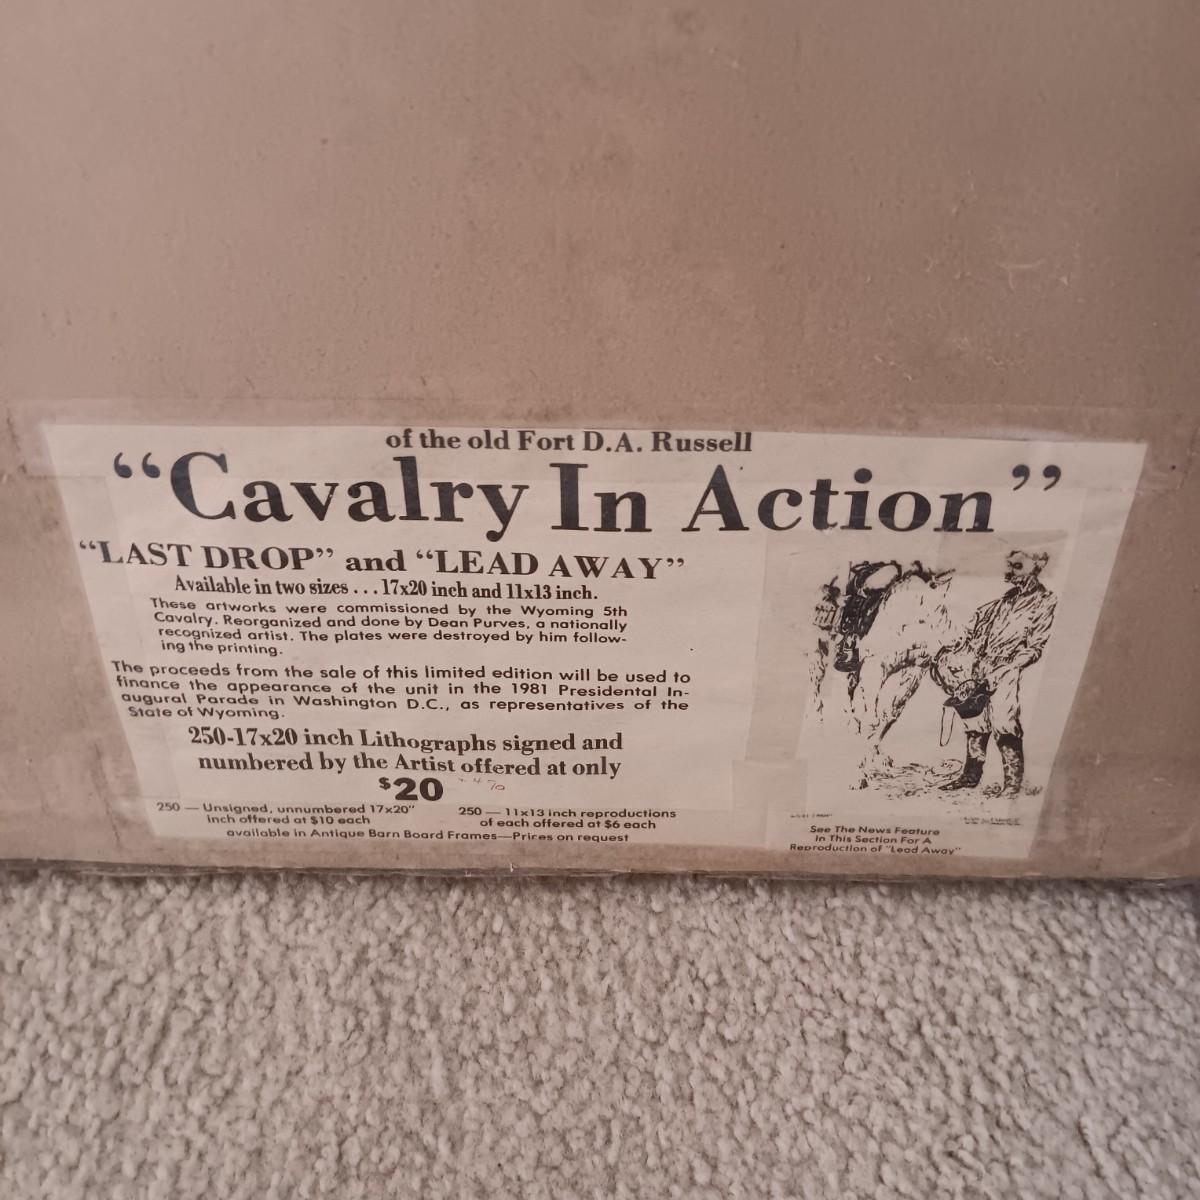 of the old Fort D.A. Russell
“Cavalry In Action”
“LAST DROP” and “LEAD AWAY”
Available in two sizes . . . 17x20 inch and 11x13 inch.
These artworks were commissioned by the Wyoming 5th
Cavalry. Reorganized and done by Dean Purves, a nationally
recognized artist. The plates were destroyed by him follow-
ing the printing.
The proceeds from the sale of this limited edition will be used to
finance the appearance of the unit in the 1981 Presidential In-
augural Parade in Washington D.C., as representatives of the
State of Wyoming.
250-17x20 inch Lithographs signed and
numbered by the Artist offered at only
$20
250 — Unsigned, unnumbered 17x20"
inch offered at $10 each
250 — 11x13 inch reproductions
of each offered at $6 each
available in Antique Barn Board Frames—Prices on request
See The News Feature
In This Section For A
Reproduction of "Lead Away"